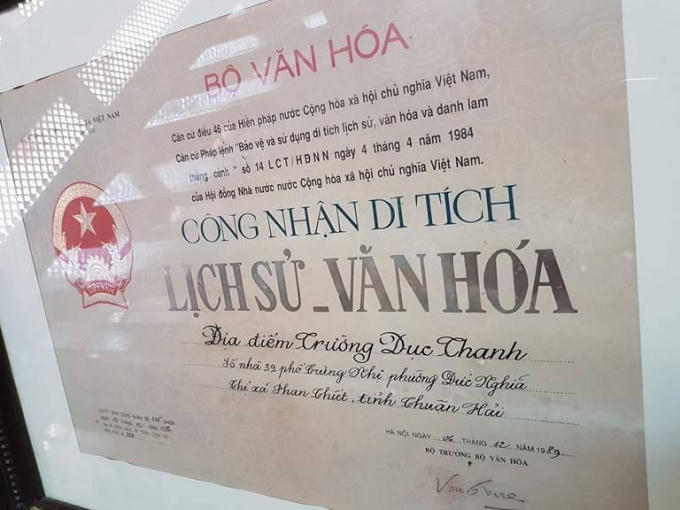 BỘ VĂN HÓA
VIỆT NAM
Căn cứ điều 46 của Hiến pháp nước Cộng hòa xã hội chủ nghĩa Việt Nam,
Căn cứ Pháp lệnh "Bảo vệ và sử dụng di tích lịch sử, văn hóa và danh lam
thắng cảnh" số 14 LCT/HĐNN ngày 4 tháng 4 năm 1984
của Hội đồng Nhà nước nước Cộng hòa xã hội chủ nghĩa Việt Nam.
CÔNG NHẬN DI TÍCH
LỊCH SỬ _ VĂN HÓA
Địa điểm Trường Dục Thanh
Số nhà 39 phố Trưng Nhị phường Đức Nghĩa
Thị xã Phan Thiết, tỉnh Thuận Hải
HÀ NỘI NGÀY 06 THÁNG 12 NĂM 1989
BỘ TRƯỞNG BỘ VĂN HÓA